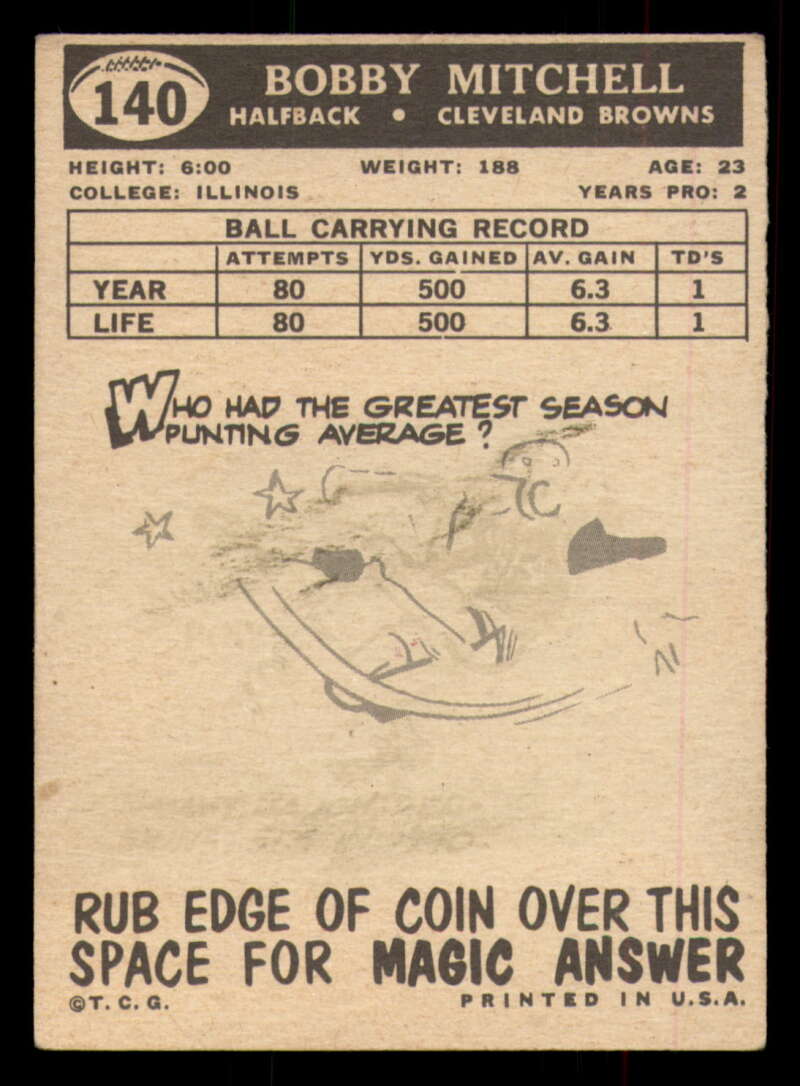 140
BOBBY MITCHELL
HALFBACK • CLEVELAND BROWNS
HEIGHT: 6:00 WEIGHT: 188 AGE: 23
COLLEGE: ILLINOIS YEARS PRO: 2
BALL CARRYING RECORD
ATTEMPTS YDS. GAINED AV. GAIN TD'S
YEAR 80 500 6.3 1
LIFE 80 500 6.3 1
WHO HAD THE GREATEST SEASON
PUNTING AVERAGE?
RUB EDGE OF COIN OVER THIS
SPACE FOR MAGIC ANSWER
©T. C. G. PRINTED IN U.S.A.